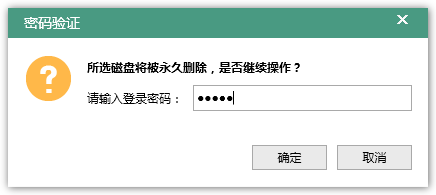 密码验证
所选磁盘将被永久删除，是否继续操作？
请输入登录密码： ●●●●●
确定 取消